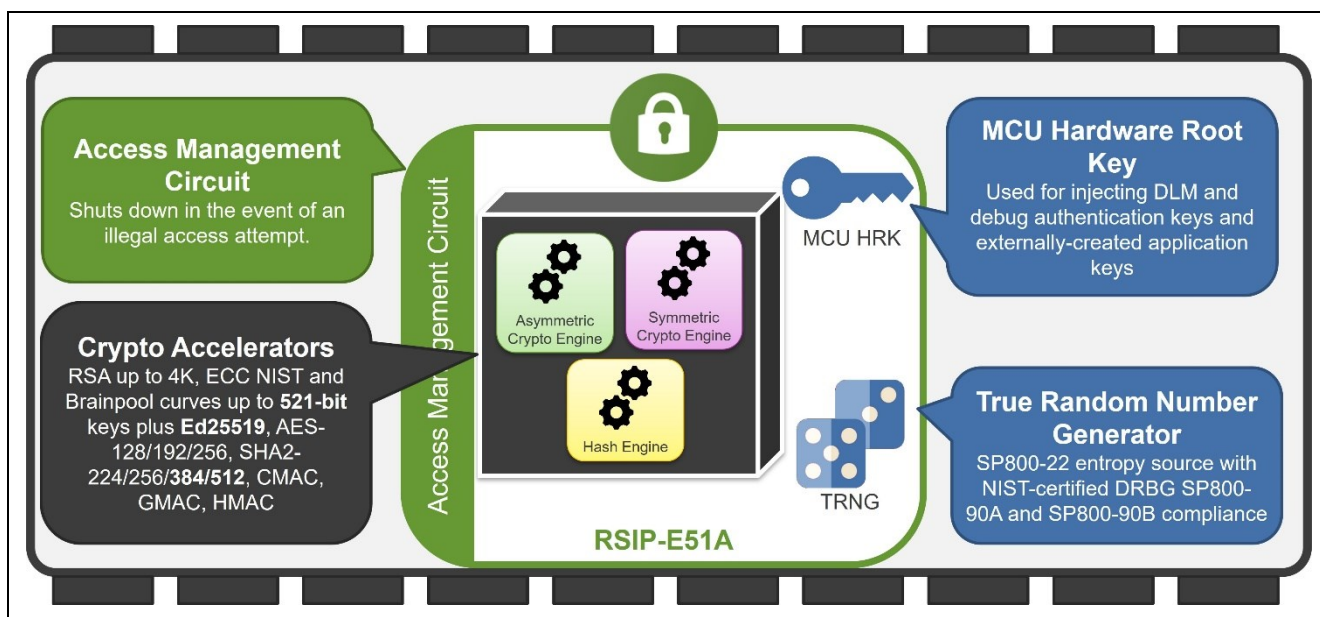 Access Management
Circuit
Shuts down in the event of an
illegal access attempt.
Crypto Accelerators
RSA up to 4K, ECC NIST and
Brainpool curves up to 521-bit
keys plus Ed25519, AES-
128/192/256, SHA2-
224/256/384/512, CMAC,
GMAC, HMAC
Access Management Circuit
Asymmetric
Crypto Engine
Symmetric
Crypto Engine
Hash Engine
MCU HRK
TRNG
RSIP-E51A
MCU Hardware Root
Key
Used for injecting DLM and
debug authentication keys and
externally-created application
keys
True Random Number
Generator
SP800-22 entropy source with
NIST-certified DRBG SP800-
90A and SP800-90B compliance